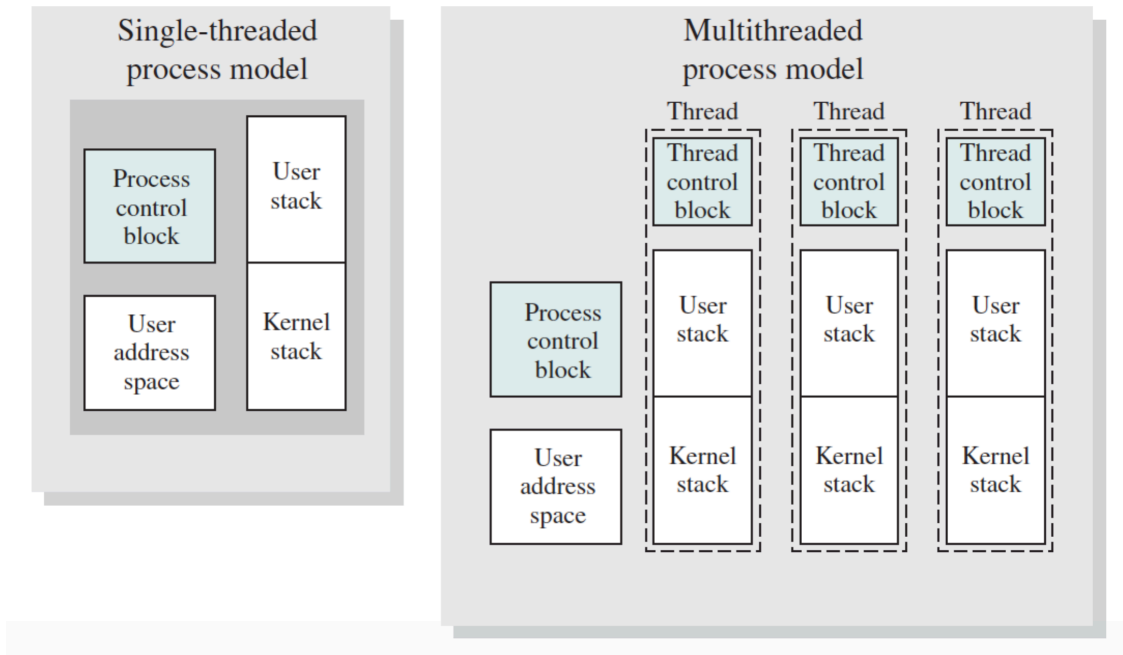 Single-threaded
process model
Process
control
block
User
stack
User
address
space
Kernel
stack
Multithreaded
process model
Process
control
block
User
address
space
Thread
Thread
control
block
User
stack
Kernel
stack
Thread
Thread
control
block
User
stack
Kernel
stack
Thread
Thread
control
block
User
stack
Kernel
stack